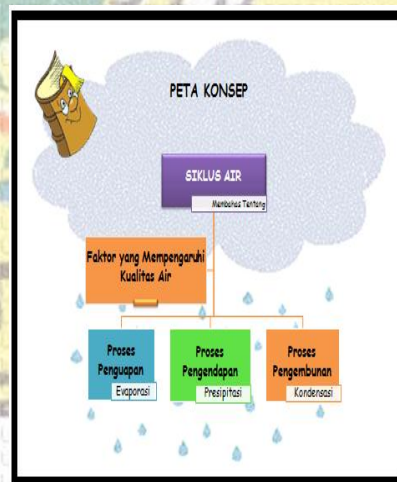 PETA KONSEP
SIKLUS AIR
Membahas Tentang
Faktor yang Mempengaruhi
Kualitas Air
Proses
Penguapan
Evaporasi
Proses
Pengendapan
Presipitasi
Proses
Pengembunan
Kondensasi